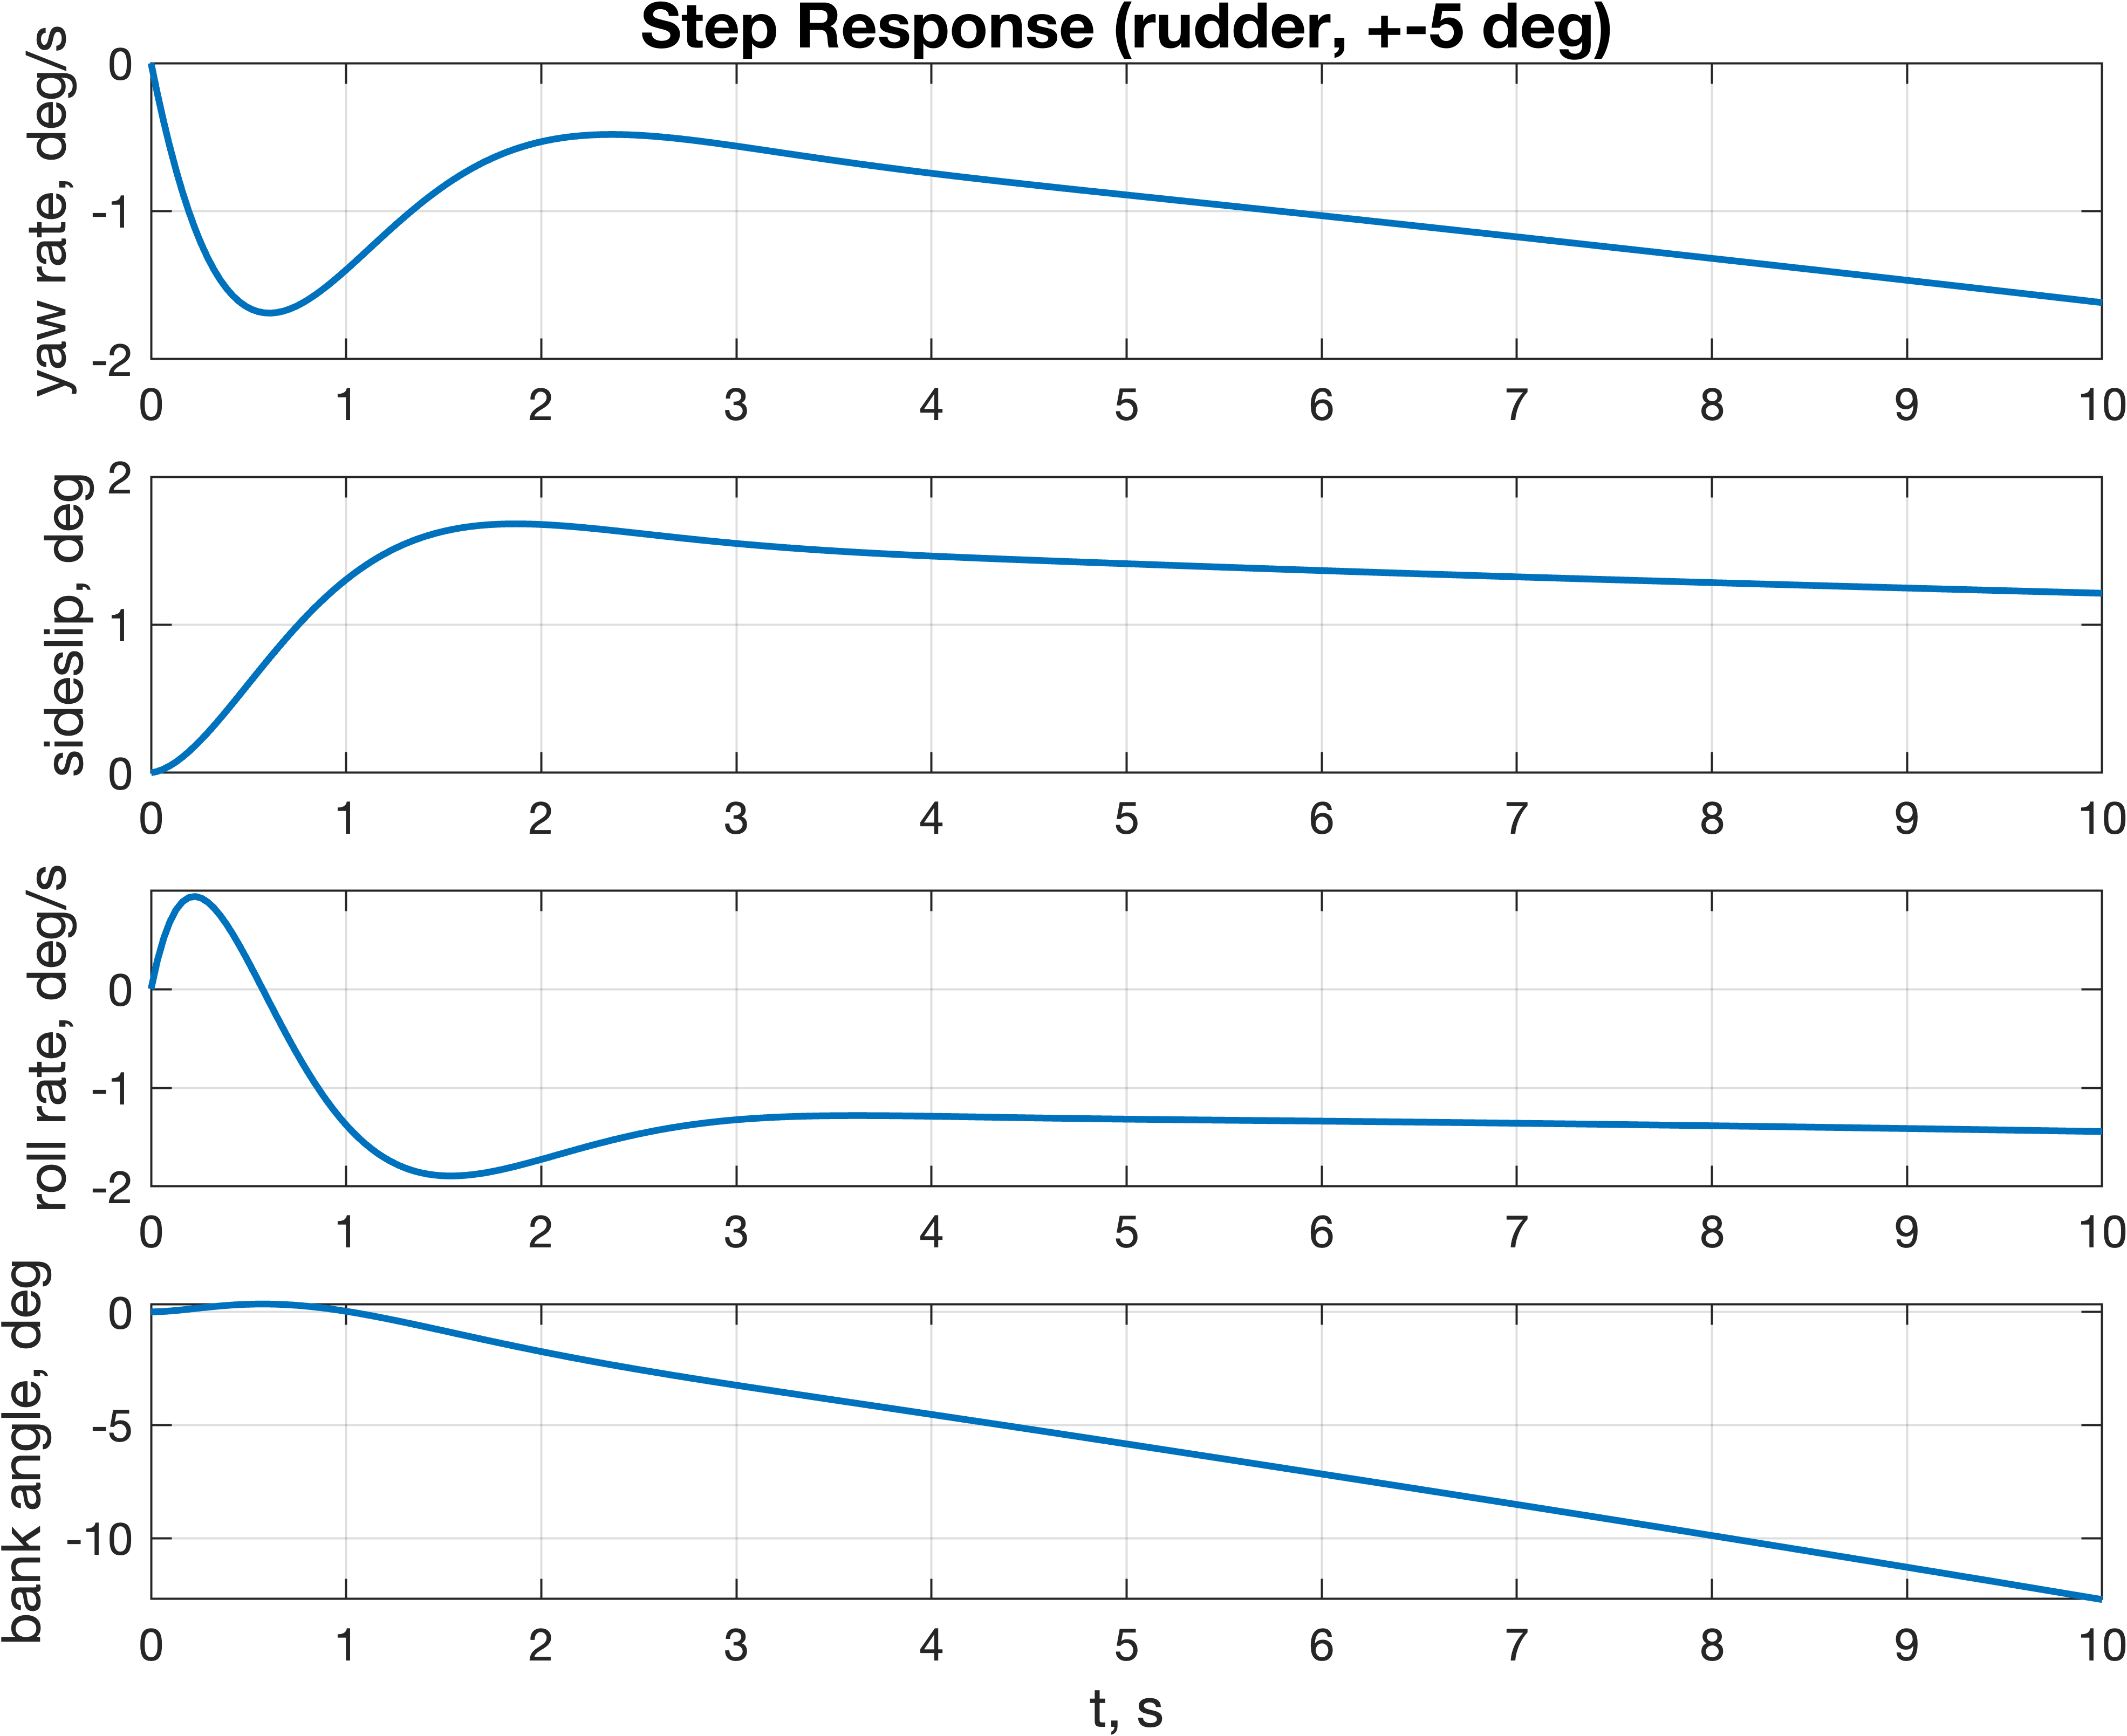 Step Response (rudder, +-5 deg)
yaw rate, deg/s
0
-1
-2
0 1 2 3 4 5 6 7 8 9 10
sideslip, deg
2
1
0
0 1 2 3 4 5 6 7 8 9 10
roll rate, deg/s
0
-1
-2
0 1 2 3 4 5 6 7 8 9 10
bank angle, deg
0
-5
-10
0 1 2 3 4 5 6 7 8 9 10
t, s